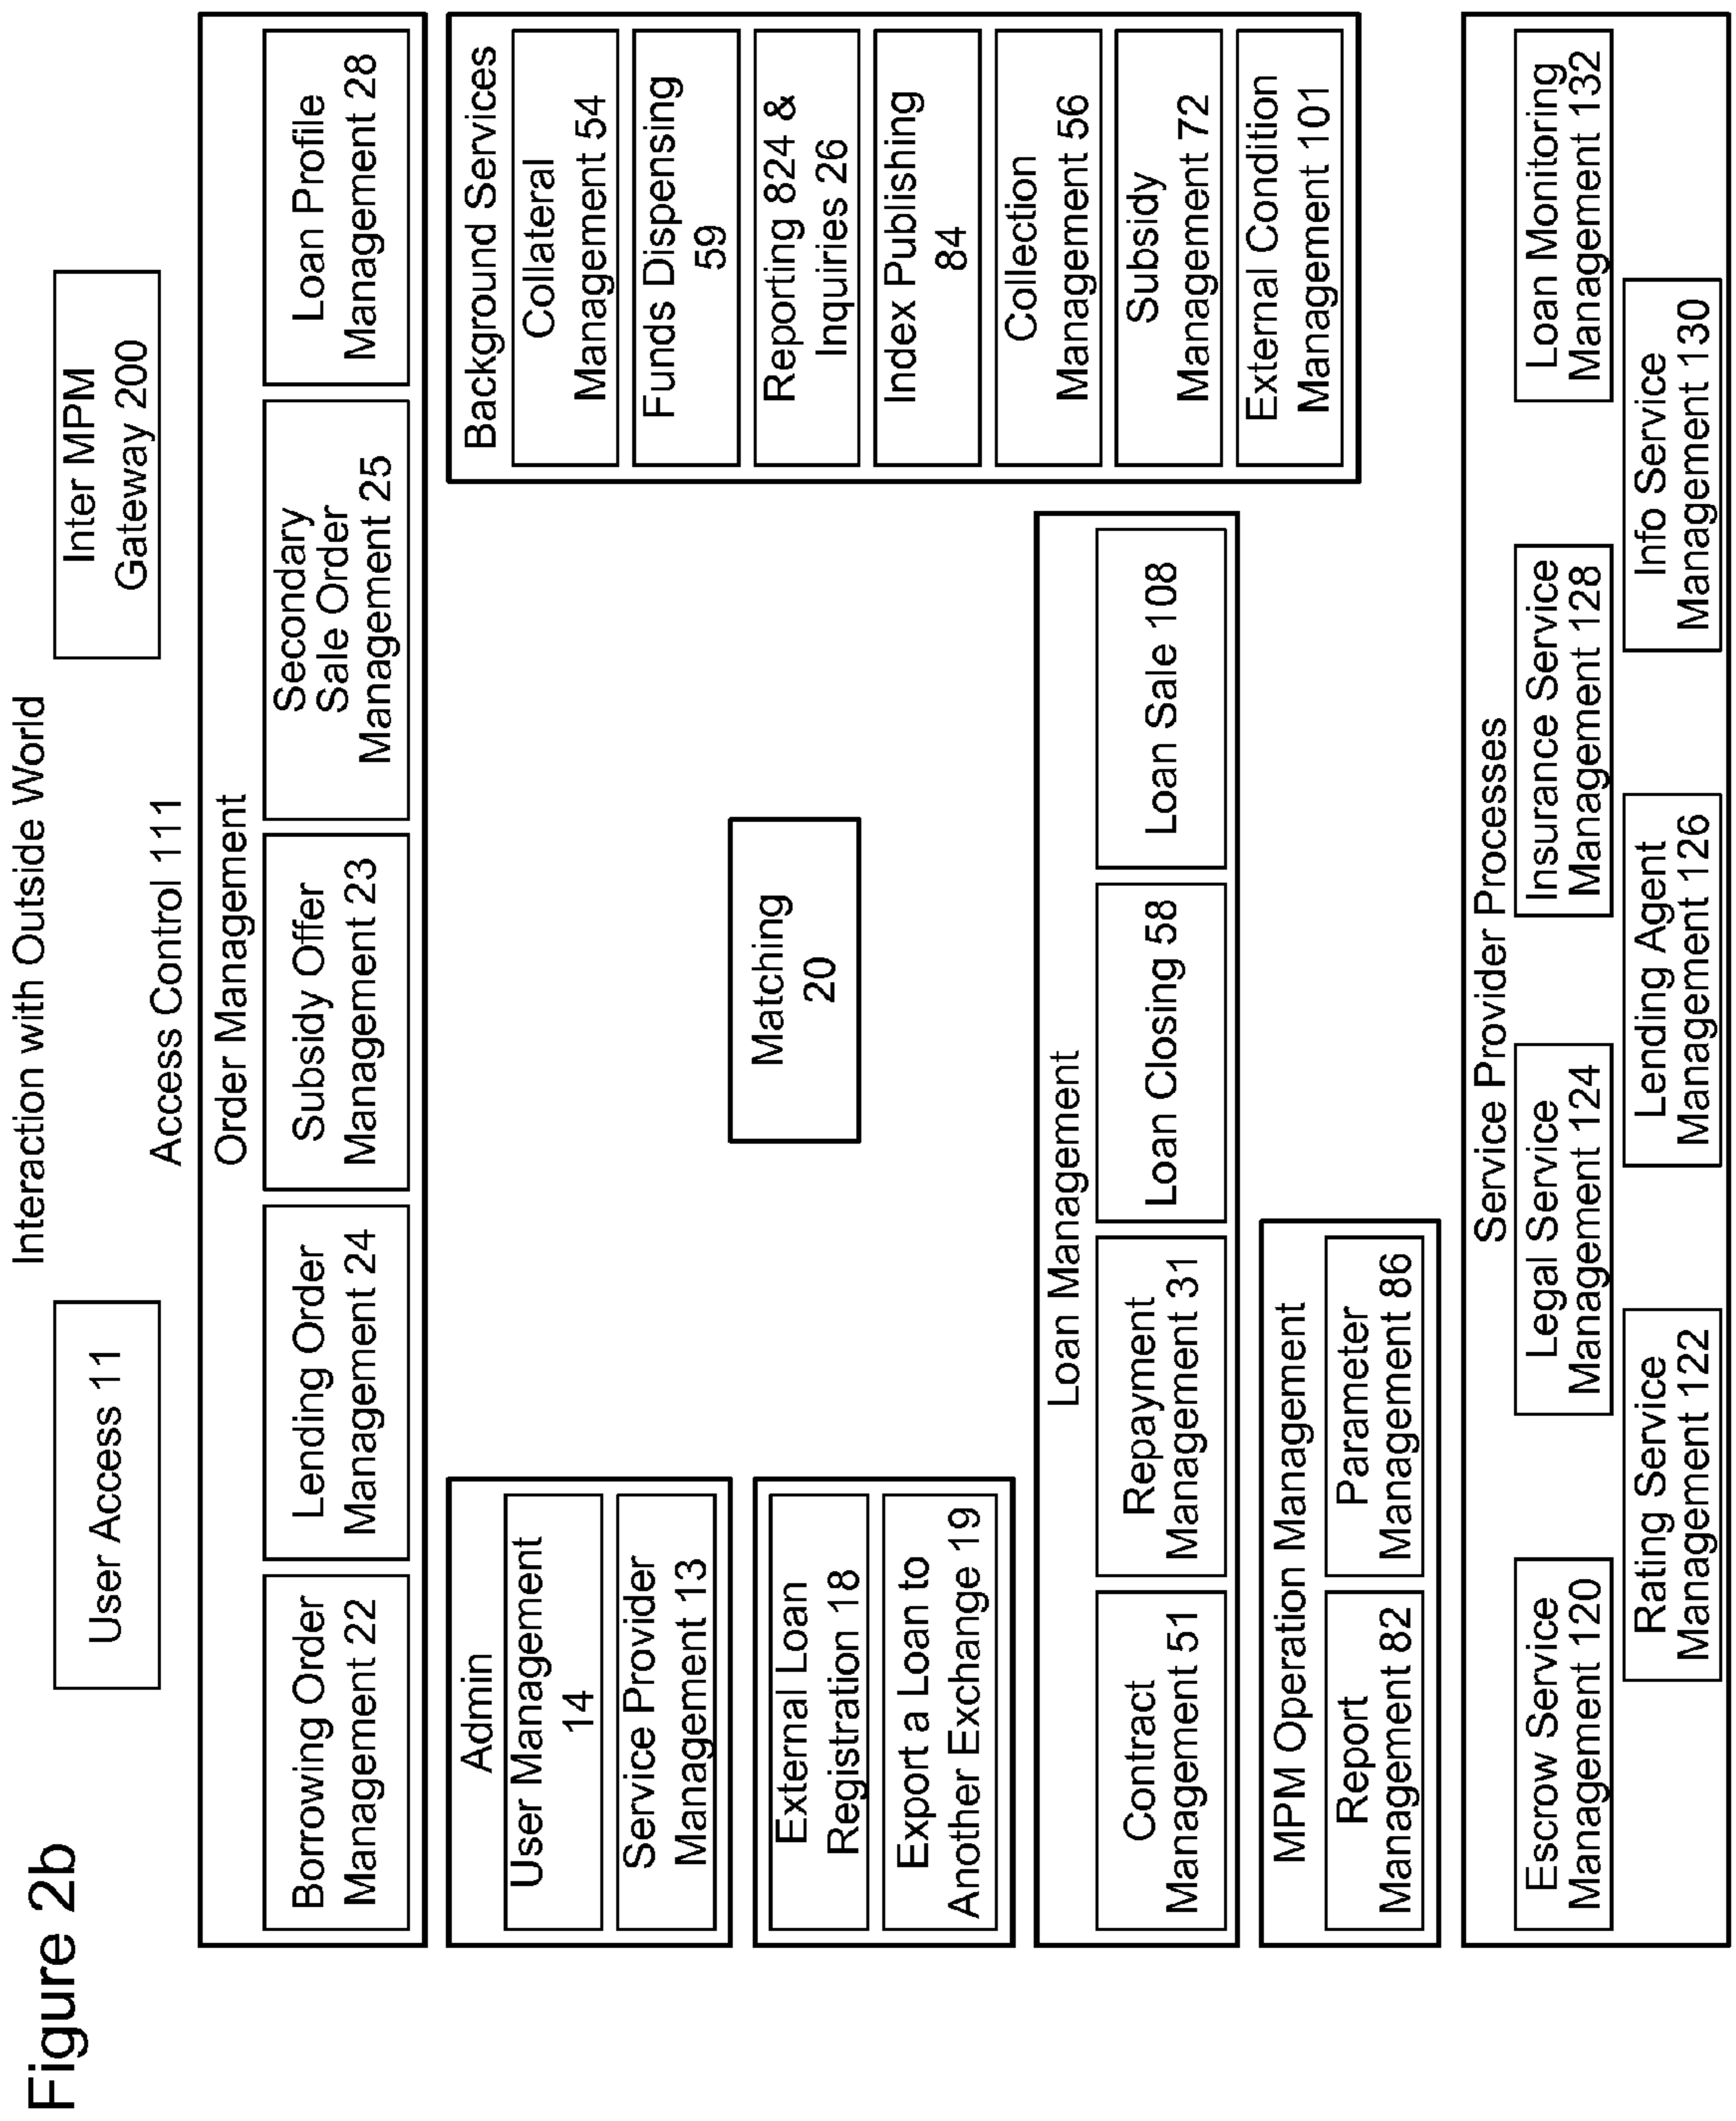 Figure 2b
Interaction with Outside World
User Access 11
Inter MPM
Gateway 200
Access Control 111
Order Management
Borrowing Order
Management 22
Lending Order
Management 24
Subsidy Offer
Management 23
Secondary
Sale Order
Management 25
Loan Profile
Management 28
Admin
User Management
14
Service Provider
Management 13
External Loan
Registration 18
Export a Loan to
Another Exchange 19
Matching
20
Background Services
Collateral
Management 54
Funds Dispensing
59
Reporting 824 &
Inquiries 26
Index Publishing
84
Collection
Management 56
Subsidy
Management 72
External Condition
Management 101
Loan Management
Contract
Management 51
Repayment
Management 31
Loan Closing 58
Loan Sale 108
MPM Operation Management
Report
Management 82
Parameter
Management 86
Service Provider Processes
Escrow Service
Management 120
Legal Service
Management 124
Insurance Service
Management 128
Loan Monitoring
Management 132
Rating Service
Management 122
Lending Agent
Management 126
Info Service
Management 130